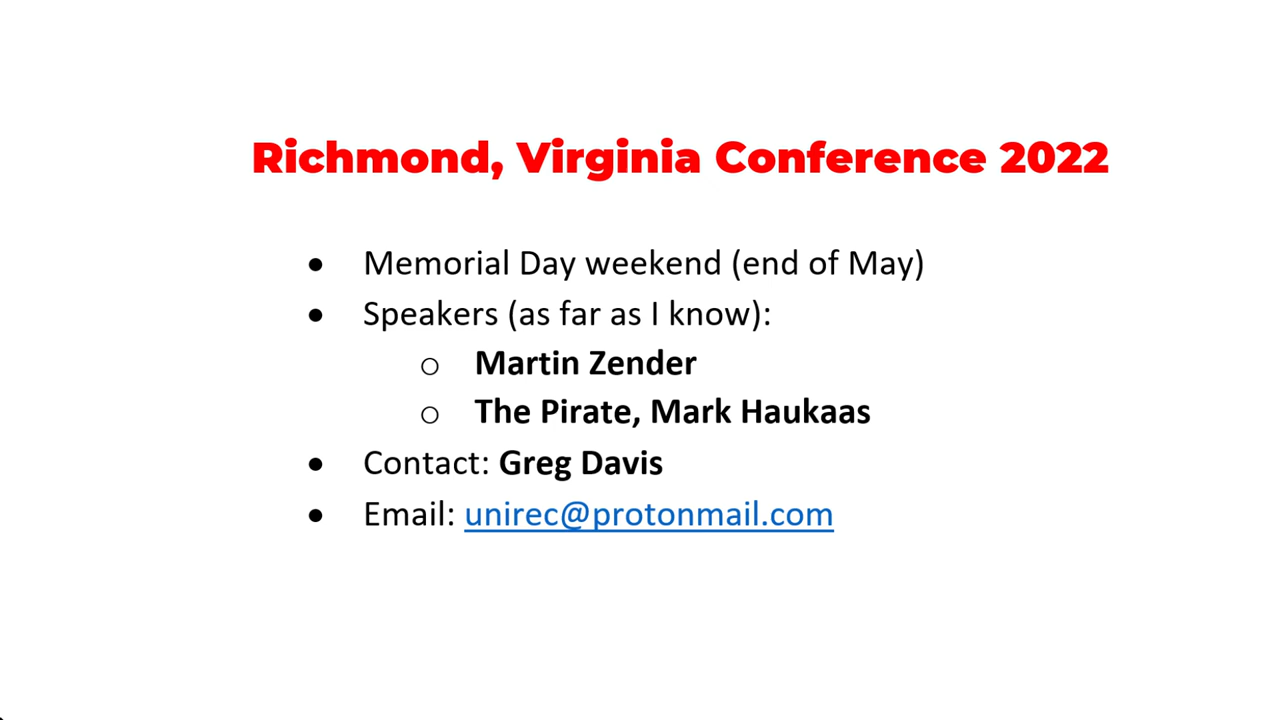 Richmond, Virginia Conference 2022
• Memorial Day weekend (end of May)
• Speakers (as far as I know):
o Martin Zender
o The Pirate, Mark Haukaas
• Contact: Greg Davis
• Email: unirec@protonmail.com